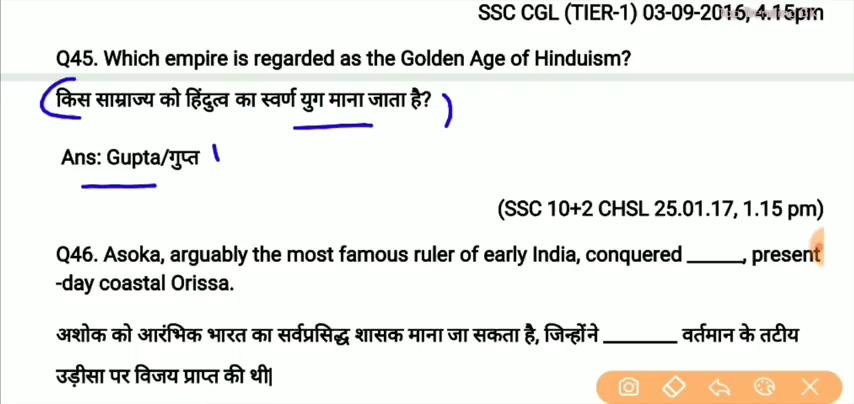 SSC CGL (TIER-1) 03-09-2016, 4.15pm
Q45. Which empire is regarded as the Golden Age of Hinduism?
किस साम्राज्य को हिंदुत्व का स्वर्ण युग माना जाता है?
Ans: Gupta/गुप्त
(SSC 10+2 CHSL 25.01.17, 1.15 pm)
Q46. Asoka, arguably the most famous ruler of early India, conquered ______, present
-day coastal Orissa.
अशोक को आरंभिक भारत का सर्वप्रसिद्ध शासक माना जा सकता है, जिन्होंने ________ वर्तमान के तटीय
उड़ीसा पर विजय प्राप्त की थी|